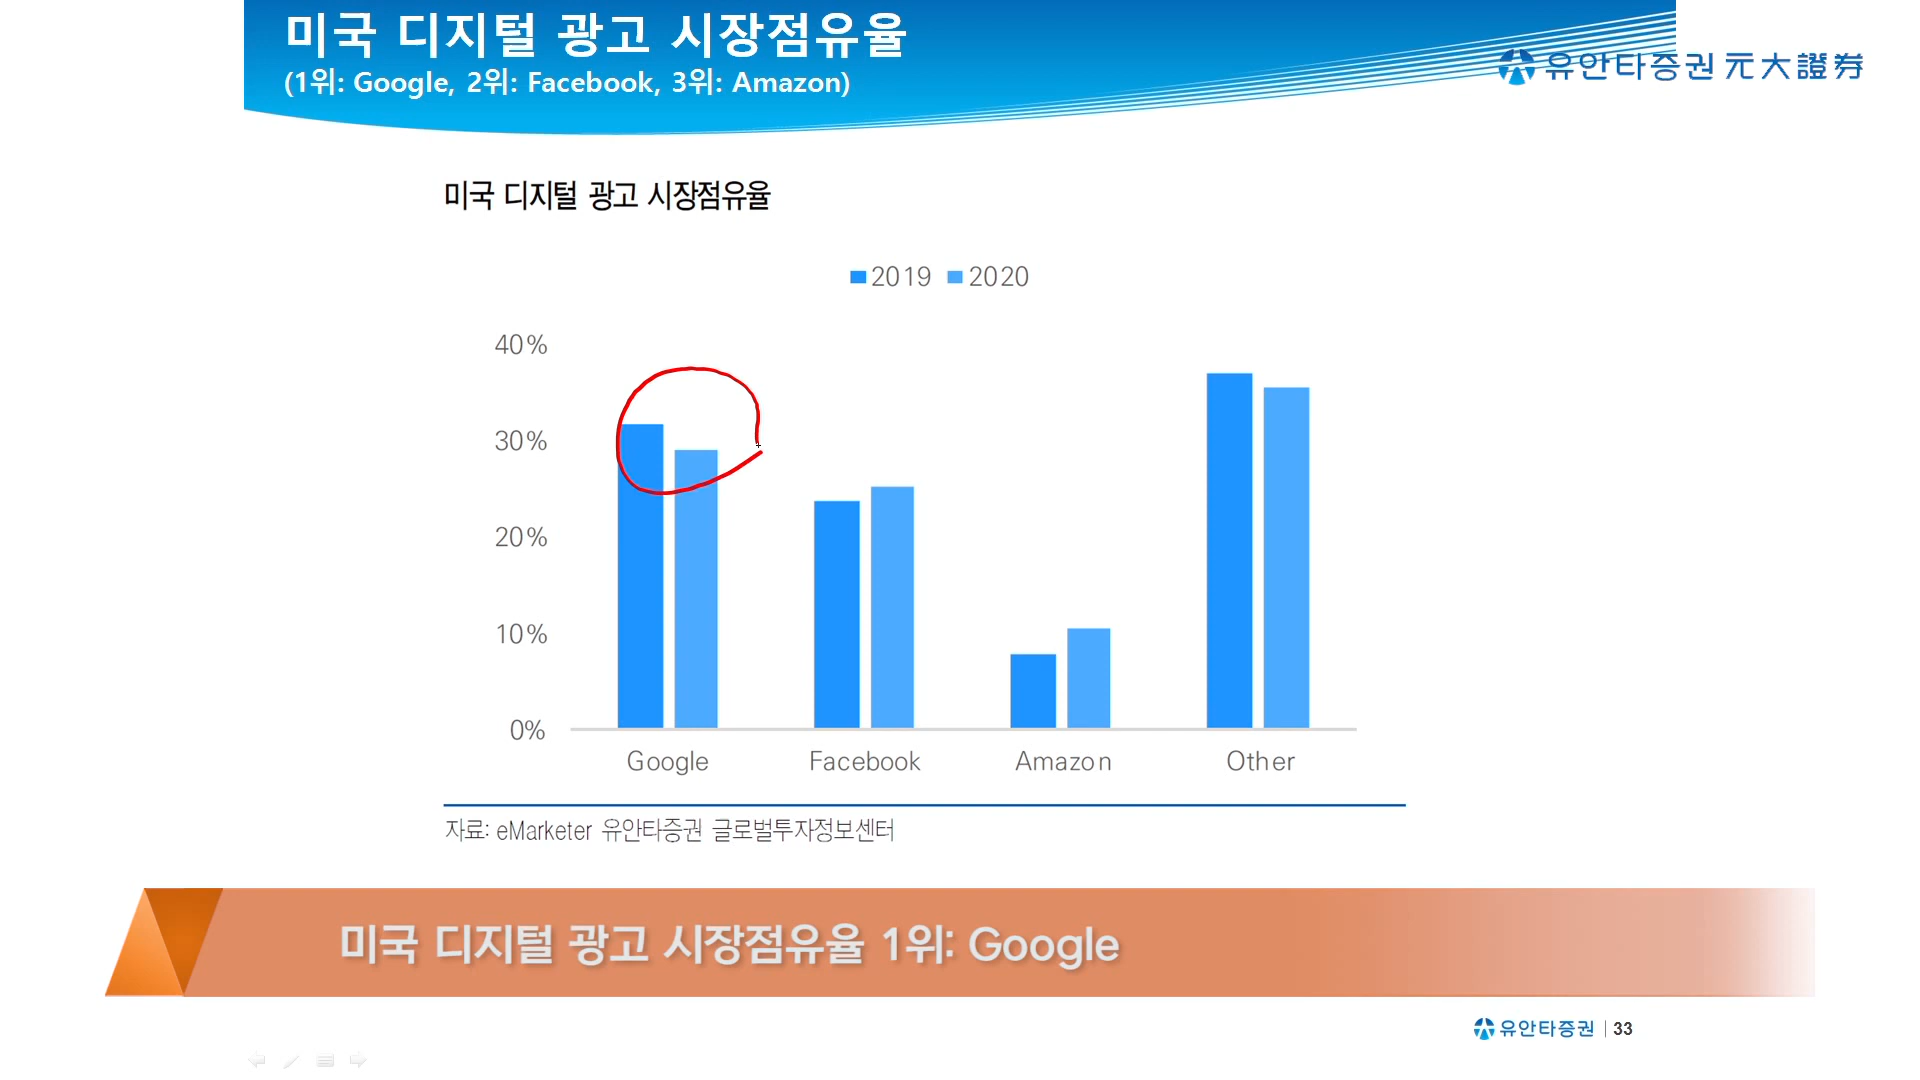 미국 디지털 광고 시장점유율
(1위: Google, 2위: Facebook, 3위: Amazon)
유안타증권 元大證券
미국 디지털 광고 시장점유율
2019 2020
40%
30%
20%
10%
0%
Google Facebook Amazon Other
자료: eMarketer 유안타증권 글로벌투자정보센터
미국 디지털 광고 시장점유율 1위: Google
유안타증권 | 33